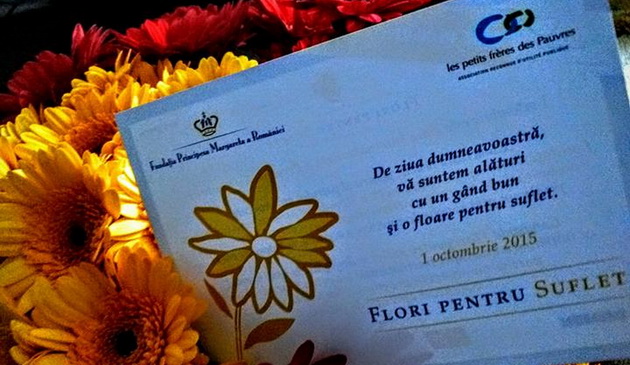 les petits frères des Pauvres
ASSOCIATION RECONNUE D'UTILITÉ PUBLIQUE
Fundația Principesa Margareta a României
De ziua dumneavoastră,
vă suntem alături
cu un gând bun
și o floare pentru suflet.
1 octombrie 2015
FLORI PENTRU SUFLET